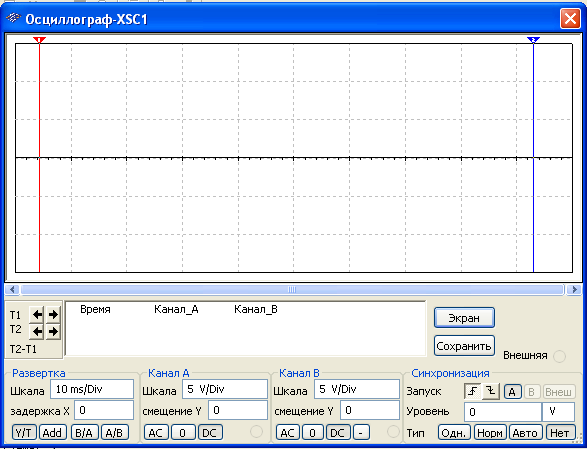 Осциллограф-XSC1
1 2
Время Канал_A Канал_B
T1
T2
T2-T1
Экран
Сохранить
Внешняя
Развертка Канал A Канал B Синхронизация
Шкала 10 ms/Div Шкала 5 V/Div Шкала 5 V/Div Запуск A B Внеш
задержка X 0 смещение Y 0 смещение Y 0 Уровень 0 V
Y/T Add B/A A/B AC 0 DC AC 0 DC - Тип Одн. Норм Авто Нет